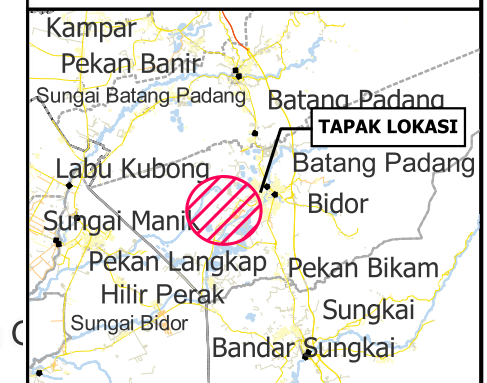 Kampar
Pekan Banir
Sungai Batang Padang
Batang Padang
TAPAK LOKASI
Labu Kubong
Batang Padang
Bidor
Sungai Manik
Pekan Langkap
Pekan Bikam
Hilir Perak
Sungkai
Sungai Bidor
Bandar Sungkai